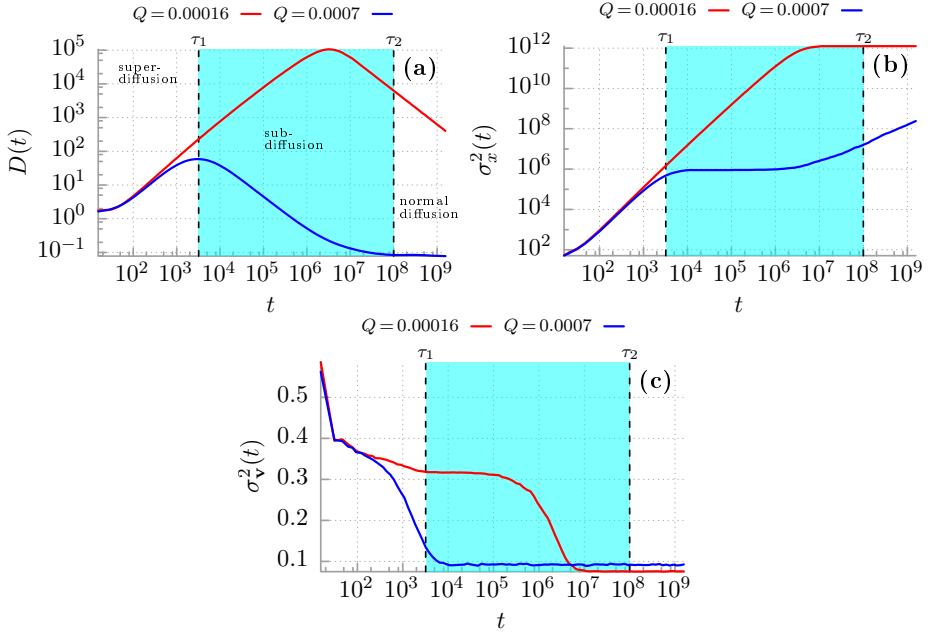 Q = 0.00016 Q = 0.0007
τ1 τ2
(a)
super-
diffusion
sub-
diffusion
normal
diffusion
10^5
10^4
10^3
10^2
10^1
10^0
10^−1
D(t)
10^2 10^3 10^4 10^5 10^6 10^7 10^8 10^9
t
Q = 0.00016 Q = 0.0007
τ1 τ2
(b)
10^12
10^10
10^8
10^6
10^4
10^2
σ_x^2(t)
10^2 10^3 10^4 10^5 10^6 10^7 10^8 10^9
t
Q = 0.00016 Q = 0.0007
τ1 τ2
(c)
0.5
0.4
0.3
0.2
0.1
σ_v^2(t)
10^2 10^3 10^4 10^5 10^6 10^7 10^8 10^9
t